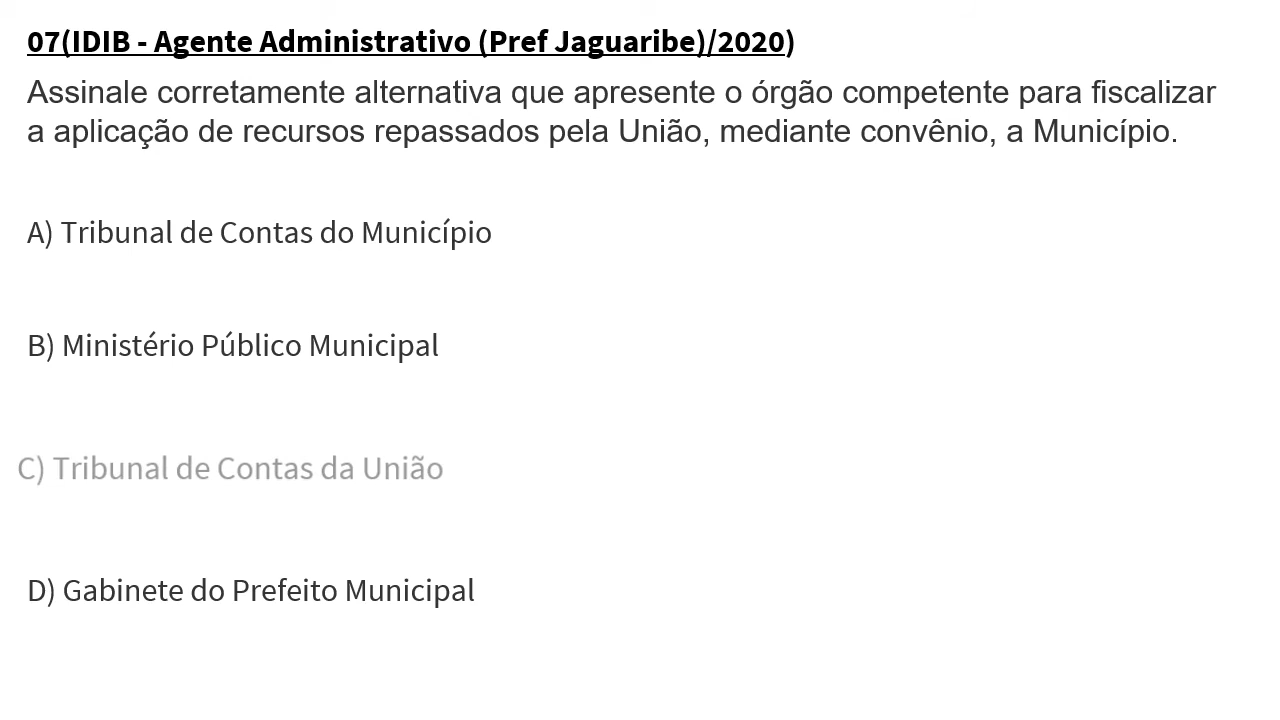 07(IDIB - Agente Administrativo (Pref Jaguaribe)/2020)
Assinale corretamente alternativa que apresente o órgão competente para fiscalizar
a aplicação de recursos repassados pela União, mediante convênio, a Município.
A) Tribunal de Contas do Município
B) Ministério Público Municipal
C) Tribunal de Contas da União
D) Gabinete do Prefeito Municipal